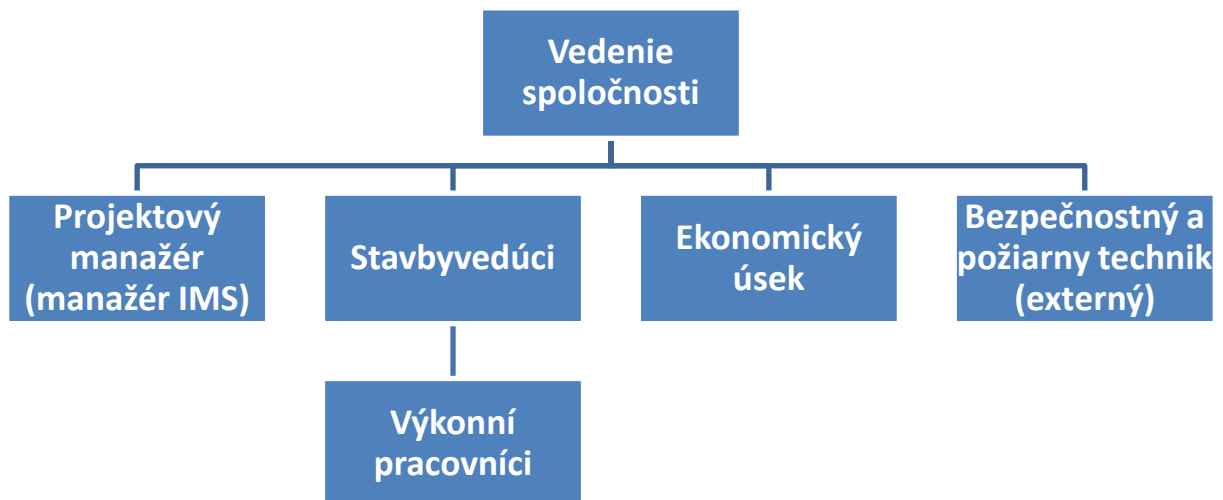 Vedenie
spoločnosti
Projektový
manažér
(manažér IMS)
Stavbyvedúci
Ekonomický
úsek
Bezpečnostný a
požiarny technik
(externý)
Výkonní
pracovníci